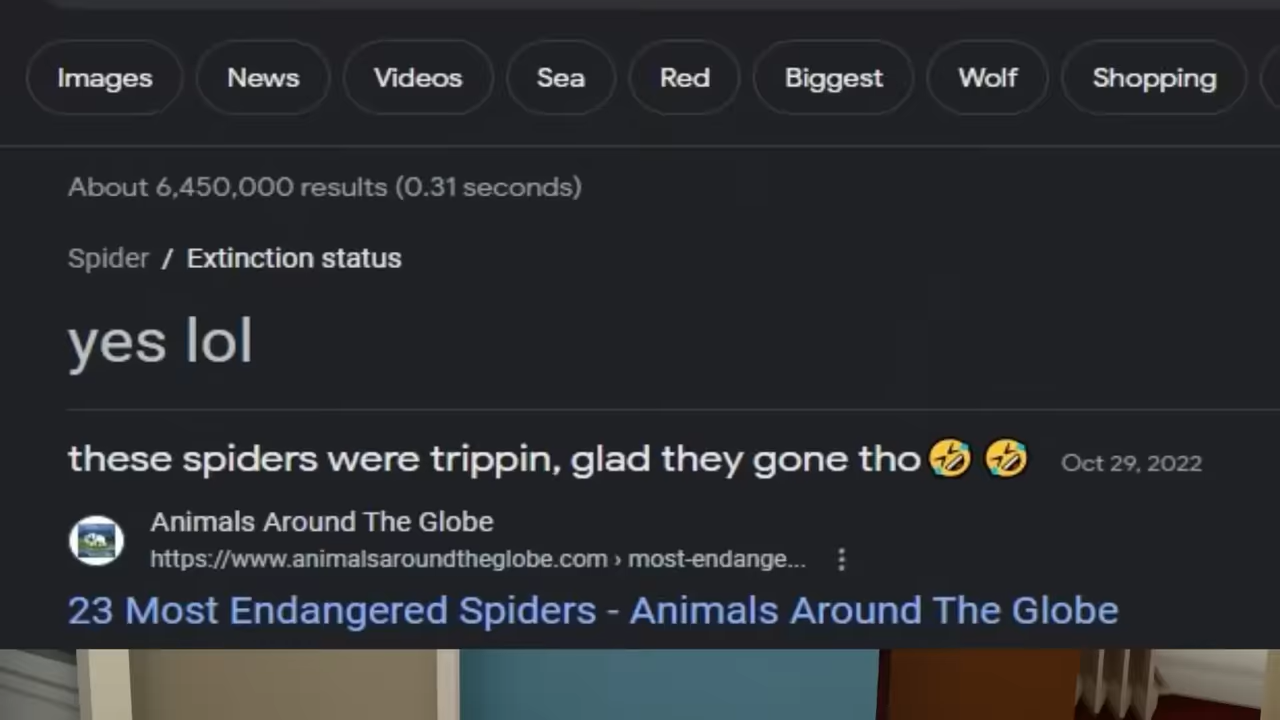 Images News Videos Sea Red Biggest Wolf Shopping
About 6,450,000 results (0.31 seconds)
Spider / Extinction status
yes lol
these spiders were trippin, glad they gone tho🤣 🤣 Oct 29, 2022
Animals Around The Globe
https://www.animalsaroundtheglobe.com › most-endange...
23 Most Endangered Spiders - Animals Around The Globe